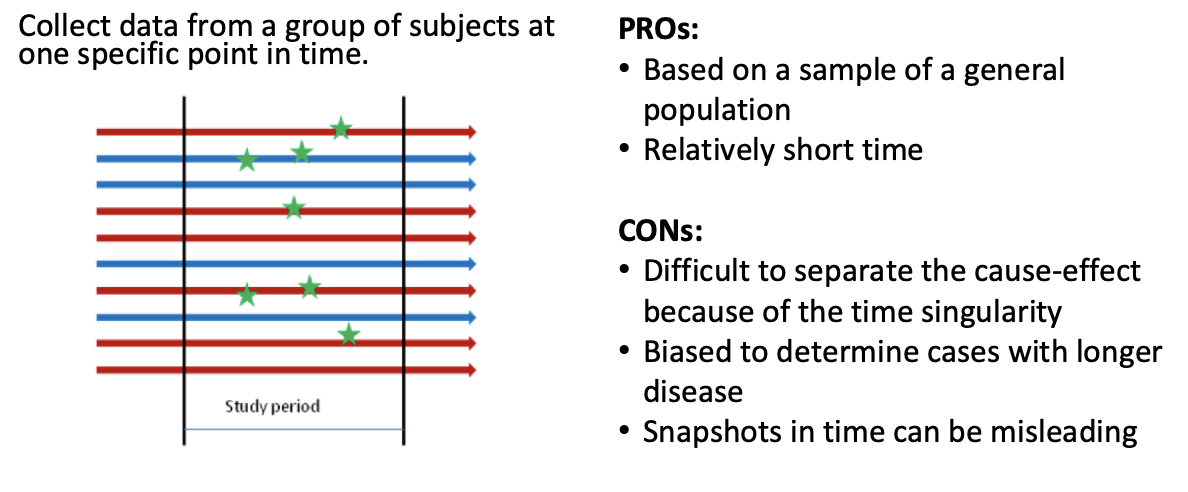 Collect data from a group of subjects at
one specific point in time.
Study period
PROs:
• Based on a sample of a general
population
• Relatively short time
CONs:
• Difficult to separate the cause-effect
because of the time singularity
• Biased to determine cases with longer
disease
• Snapshots in time can be misleading